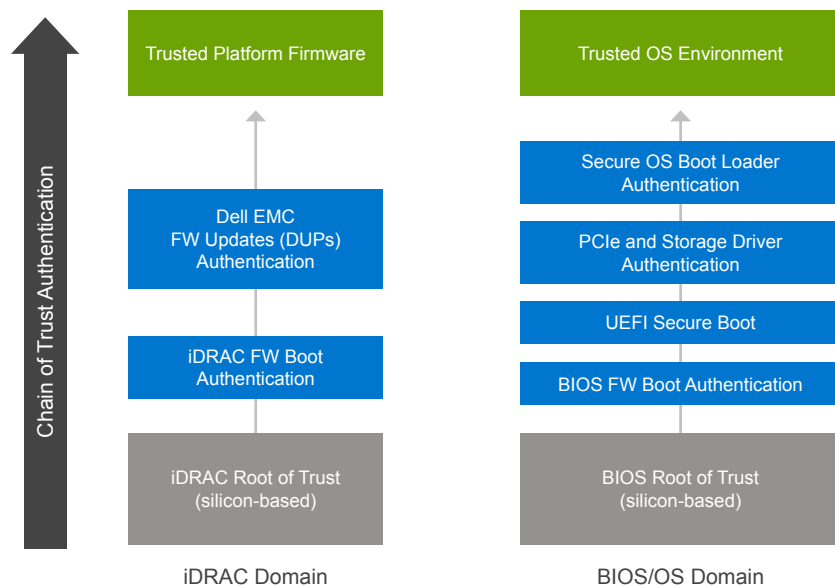 Chain of Trust Authentication
Trusted Platform Firmware
Dell EMC
FW Updates (DUPs)
Authentication
iDRAC FW Boot
Authentication
iDRAC Root of Trust
(silicon-based)
iDRAC Domain
Trusted OS Environment
Secure OS Boot Loader
Authentication
PCIe and Storage Driver
Authentication
UEFI Secure Boot
BIOS FW Boot Authentication
BIOS Root of Trust
(silicon-based)
BIOS/OS Domain